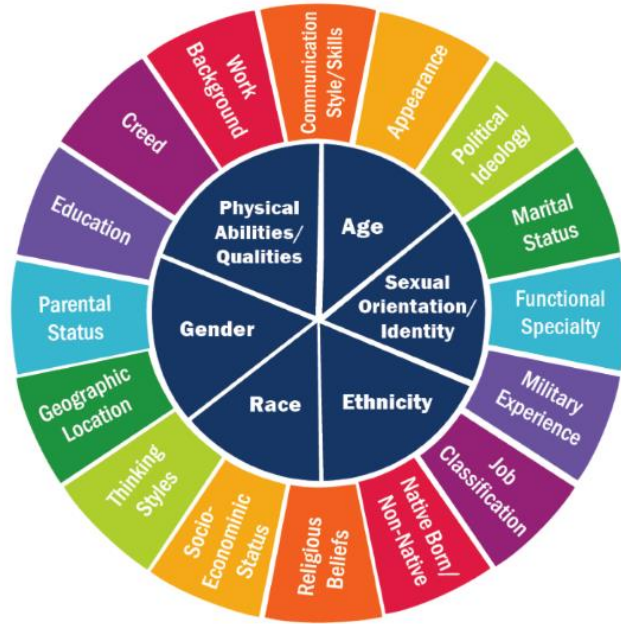 Communication
Style/Skills
Appearance
Political
Ideology
Marital
Status
Functional
Specialty
Military
Experience
Job
Classification
Native Born/
Non-Native
Religious
Beliefs
Socio-
Econominic
Status
Thinking
Styles
Geographic
Location
Parental
Status
Education
Creed
Work
Background
Physical
Abilities/
Qualities
Age
Sexual
Orientation/
Identity
Ethnicity
Race
Gender